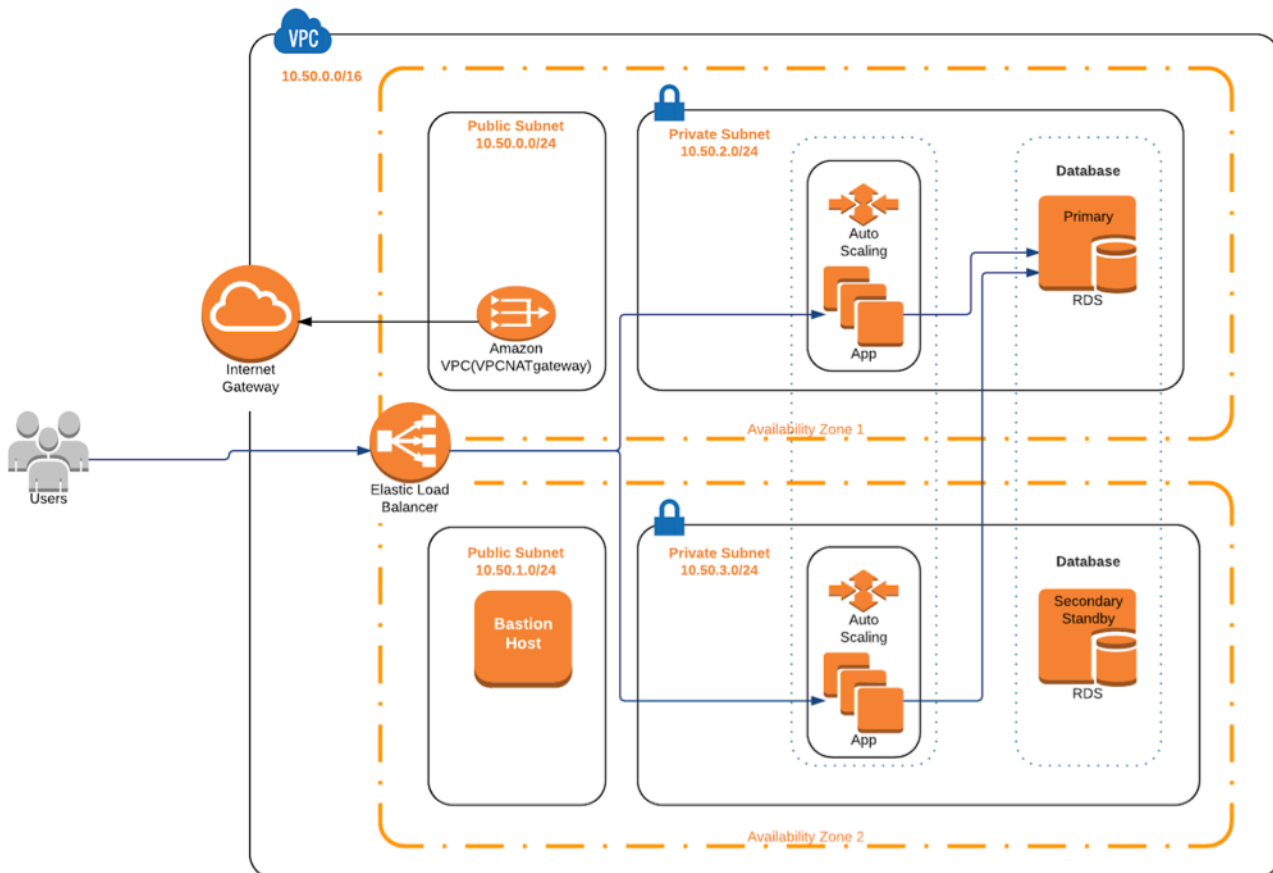 VPC
10.50.0.0/16
Public Subnet
10.50.0.0/24
Private Subnet
10.50.2.0/24
Auto
Scaling
App
Database
Primary
RDS
Amazon
VPC(VPCNATgateway)
Internet
Gateway
Availability Zone 1
Users
Elastic Load
Balancer
Public Subnet
10.50.1.0/24
Bastion
Host
Private Subnet
10.50.3.0/24
Auto
Scaling
App
Database
Secondary
Standby
RDS
Availability Zone 2